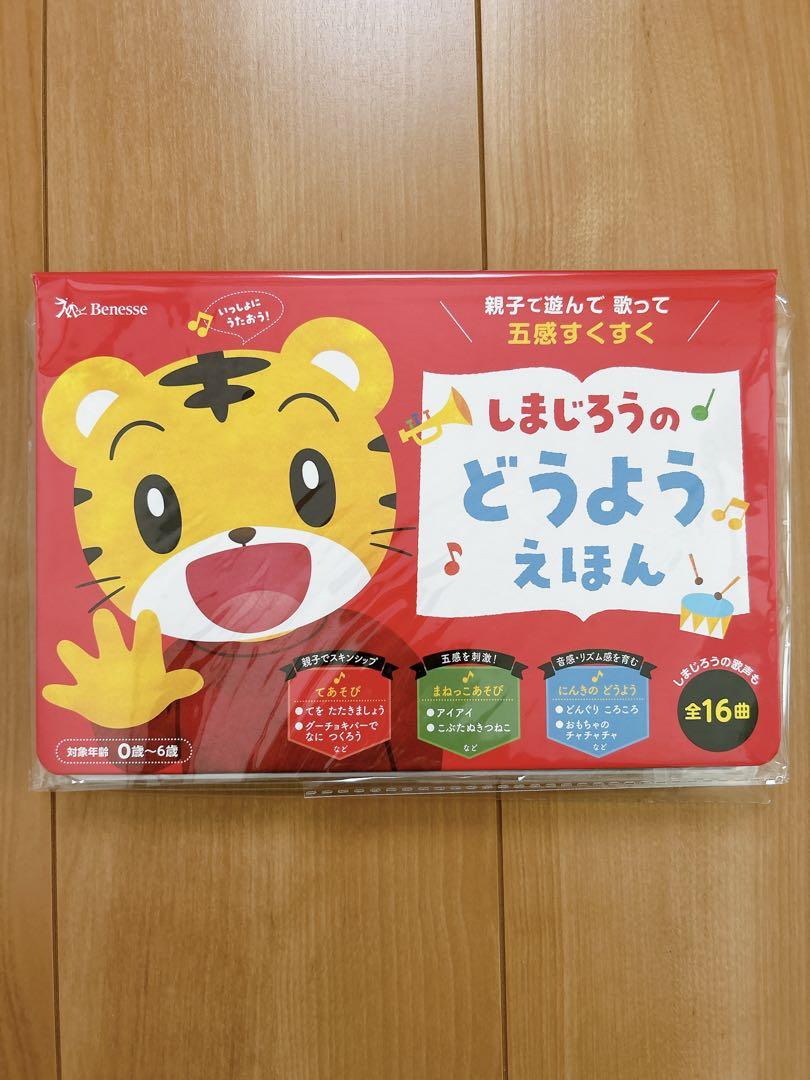 Benesse
いっしょに
うたおう！
親子で遊んで 歌って
五感すくすく
しまじろうの
どうよう
えほん
親子でスキンシップ
てあそび
●てを たたきましょう
●グーチョキパーで
なに つくろう
など
五感を刺激！
まねっこあそび
●アイアイ
●こぶたぬきつねこ
など
音感・リズム感を育む
にんきの どうよう
●どんぐり ころころ
●おもちゃの
チャチャチャ
など
しまじろうの歌声も
全16曲
対象年齢 0歳～6歳